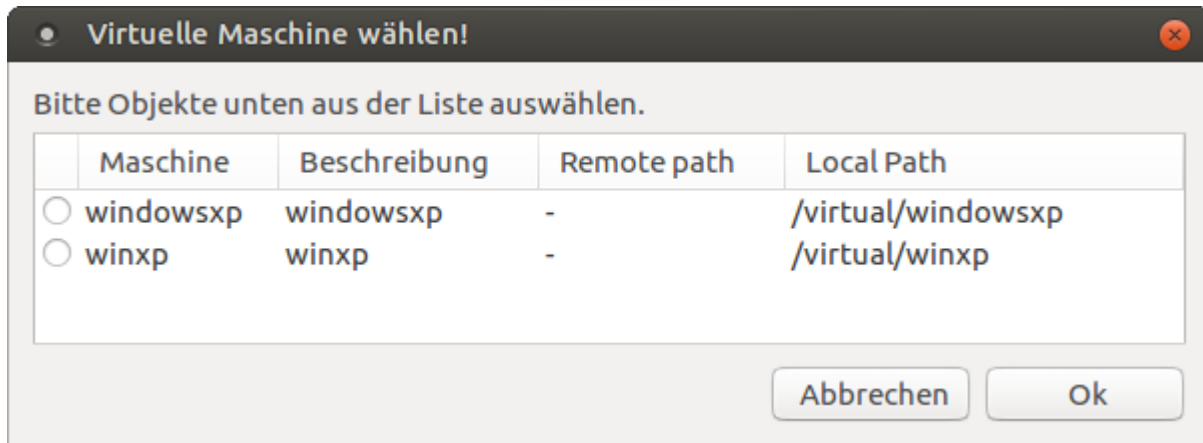 Virtuelle Maschine wählen!
Bitte Objekte unten aus der Liste auswählen.
Maschine Beschreibung Remote path Local Path
windowsxp windowsxp - /virtual/windowsxp
winxp winxp - /virtual/winxp
Abbrechen Ok